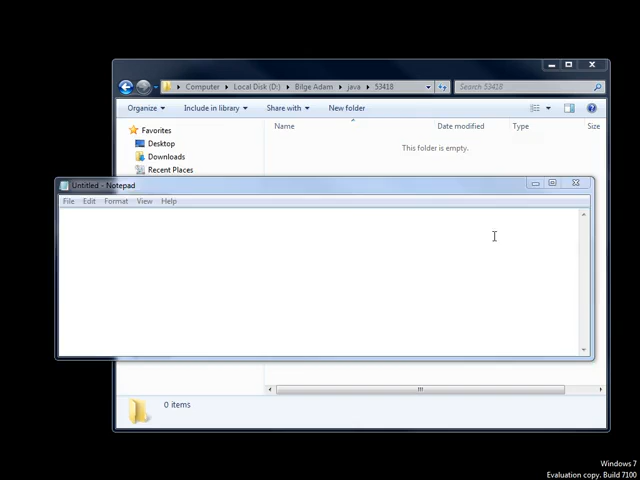 Computer Local Disk (D:) Bilge Adam java 53418 Search 53418
Organize Include in library Share with New folder
Favorites
Desktop
Downloads
Recent Places
Name Date modified Type Size
This folder is empty.
Untitled - Notepad
File Edit Format View Help
0 items
Windows 7
Evaluation copy. Build 7100